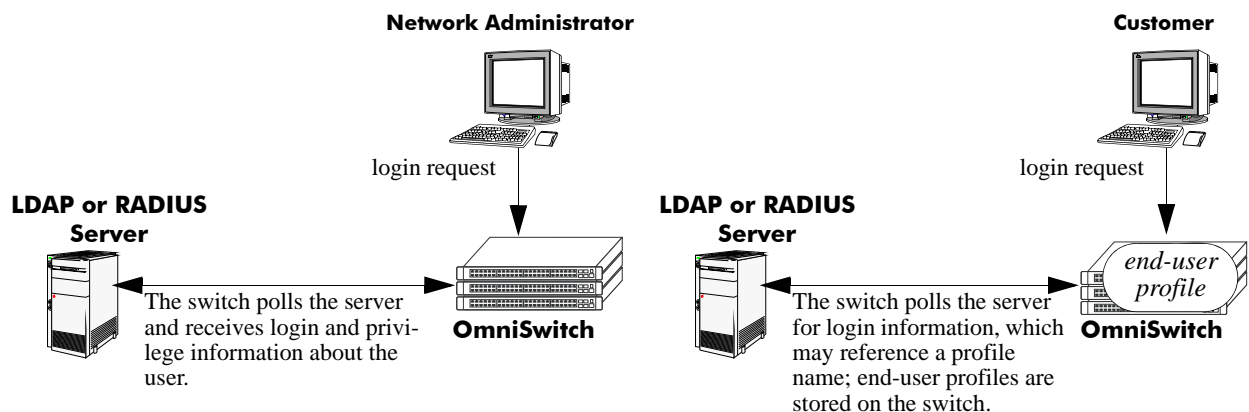 Network Administrator
login request
LDAP or RADIUS
Server
The switch polls the server
and receives login and privi-
lege information about the
user.
OmniSwitch
Customer
login request
LDAP or RADIUS
Server
The switch polls the server
for login information, which
may reference a profile
name; end-user profiles are
stored on the switch.
end-user
profile
OmniSwitch